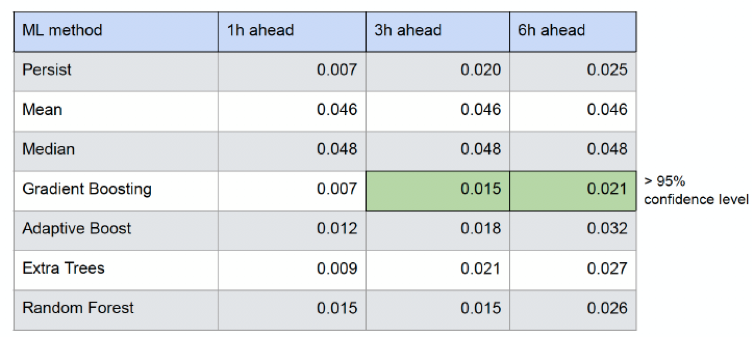 ML method 1h ahead 3h ahead 6h ahead
Persist 0.007 0.020 0.025
Mean 0.046 0.046 0.046
Median 0.048 0.048 0.048
Gradient Boosting 0.007 0.015 0.021 > 95%
confidence level
Adaptive Boost 0.012 0.018 0.032
Extra Trees 0.009 0.021 0.027
Random Forest 0.015 0.015 0.026